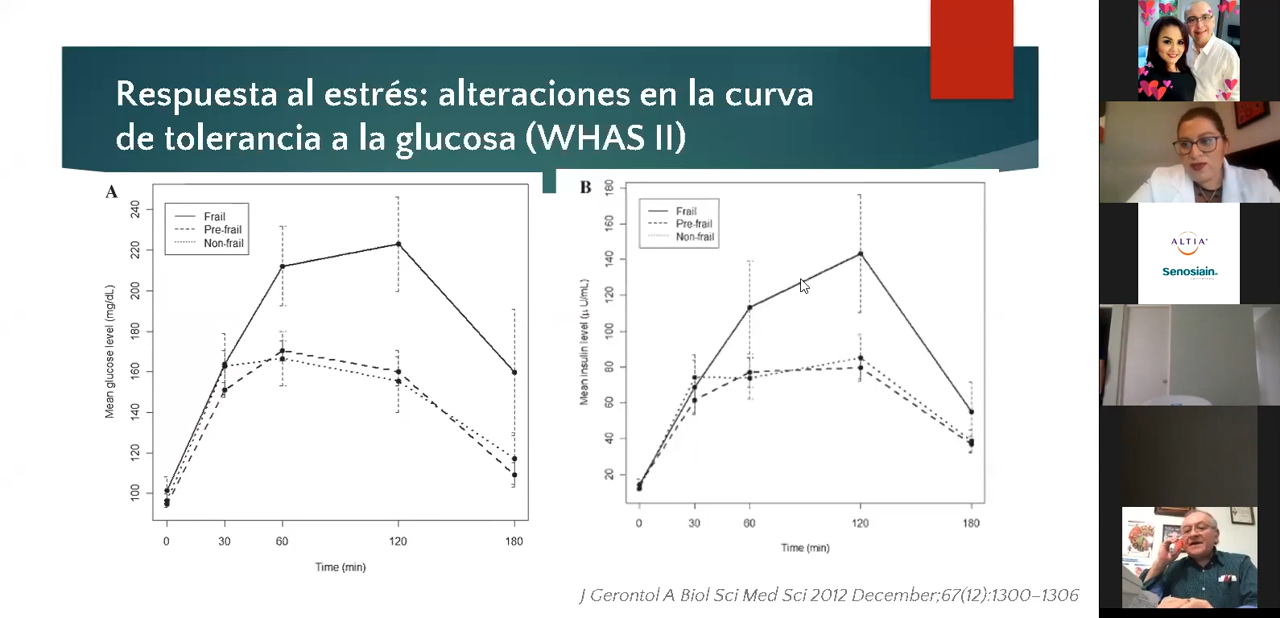 Respuesta al estrés: alteraciones en la curva
de tolerancia a la glucosa (WHAS II)
A
Frail
Pre-frail
Non-frail
Mean glucose level (mg/dL)
240
220
200
180
160
140
120
100
0 30 60 120 180
Time (min)
B
Frail
Pre-frail
Non-frail
Mean insulin level (µ U/mL)
180
160
140
120
100
80
60
40
20
0 30 60 120 180
Time (min)
J Gerontol A Biol Sci Med Sci 2012 December;67(12):1300–1306
ALTIA
Senosiain